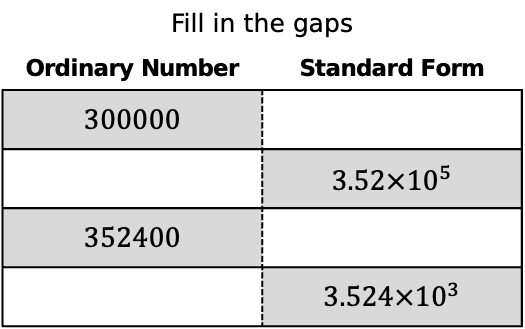 Fill in the gaps
Ordinary Number Standard Form
300000
3.52×10⁵
352400
3.524×10³